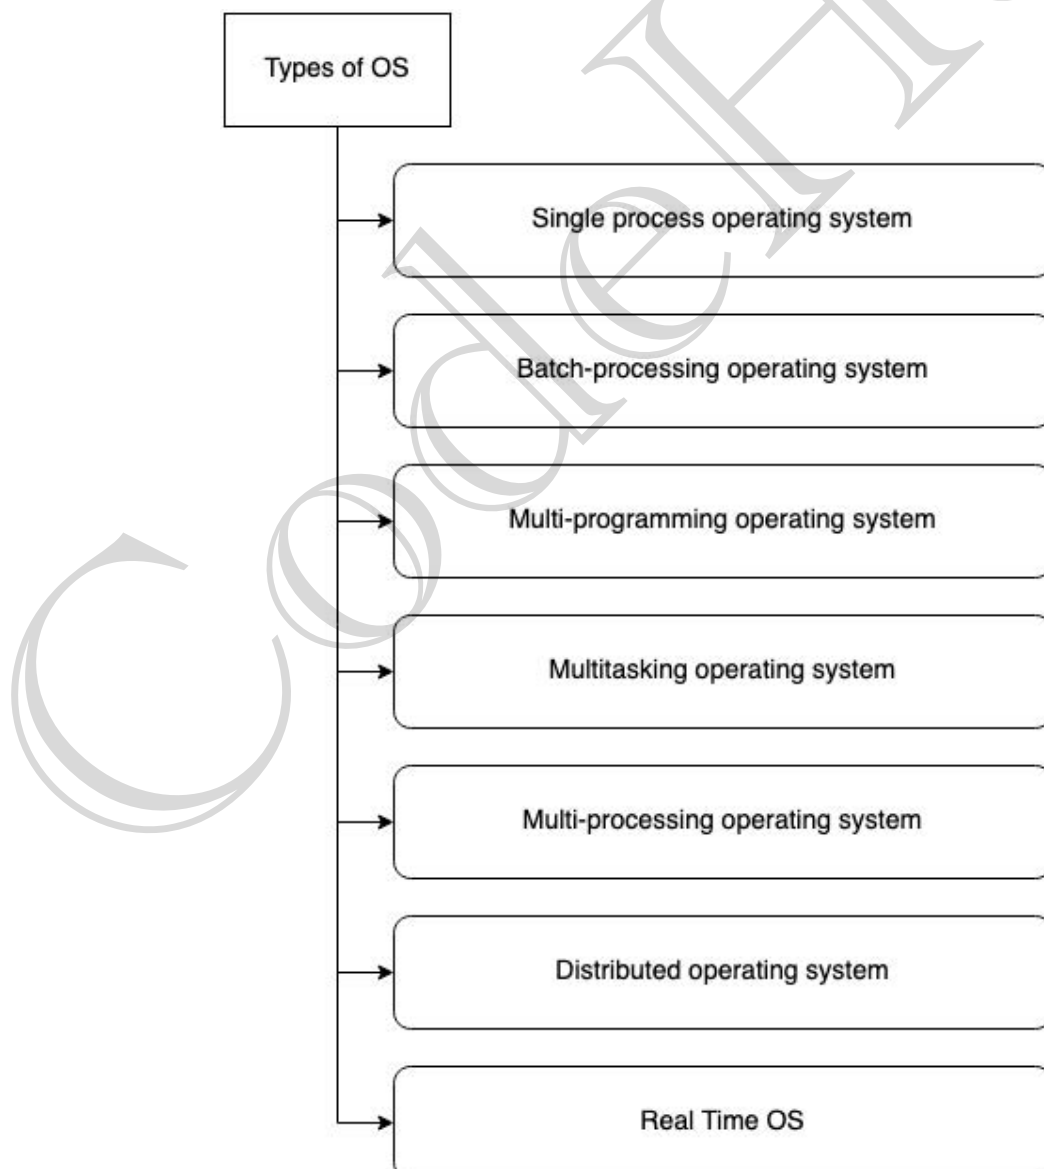 Types of OS
Single process operating system
Batch-processing operating system
Multi-programming operating system
Multitasking operating system
Multi-processing operating system
Distributed operating system
Real Time OS